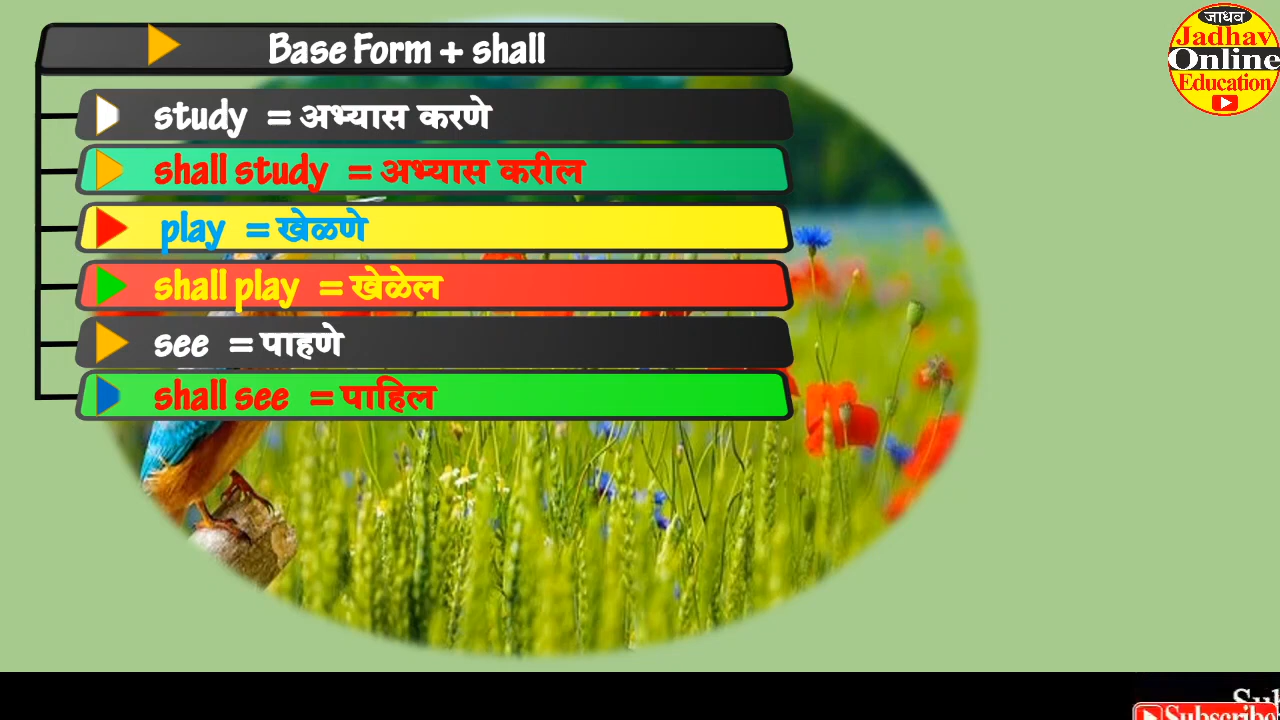 Base Form + shall
study = अभ्यास करणे
shall study = अभ्यास करील
play = खेळणे
shall play = खेळेल
see = पाहणे
shall see = पाहिल
जाधव
Jadhav
Online
Education
Subscribe